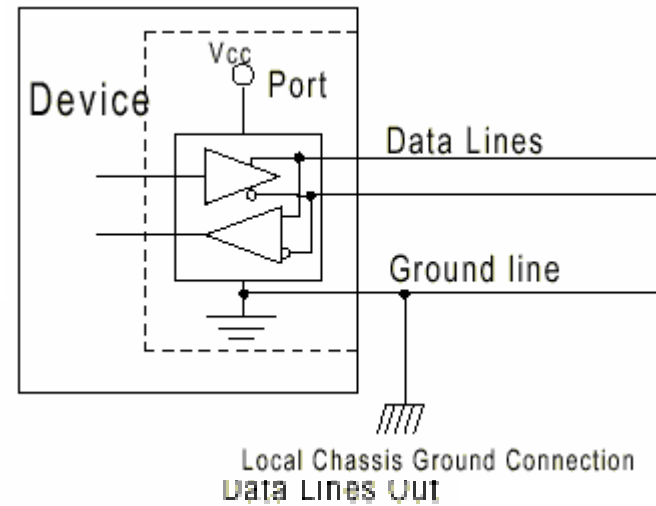 Vcc
Port
Device
Data Lines
Ground line
Local Chassis Ground Connection
Data Lines Out